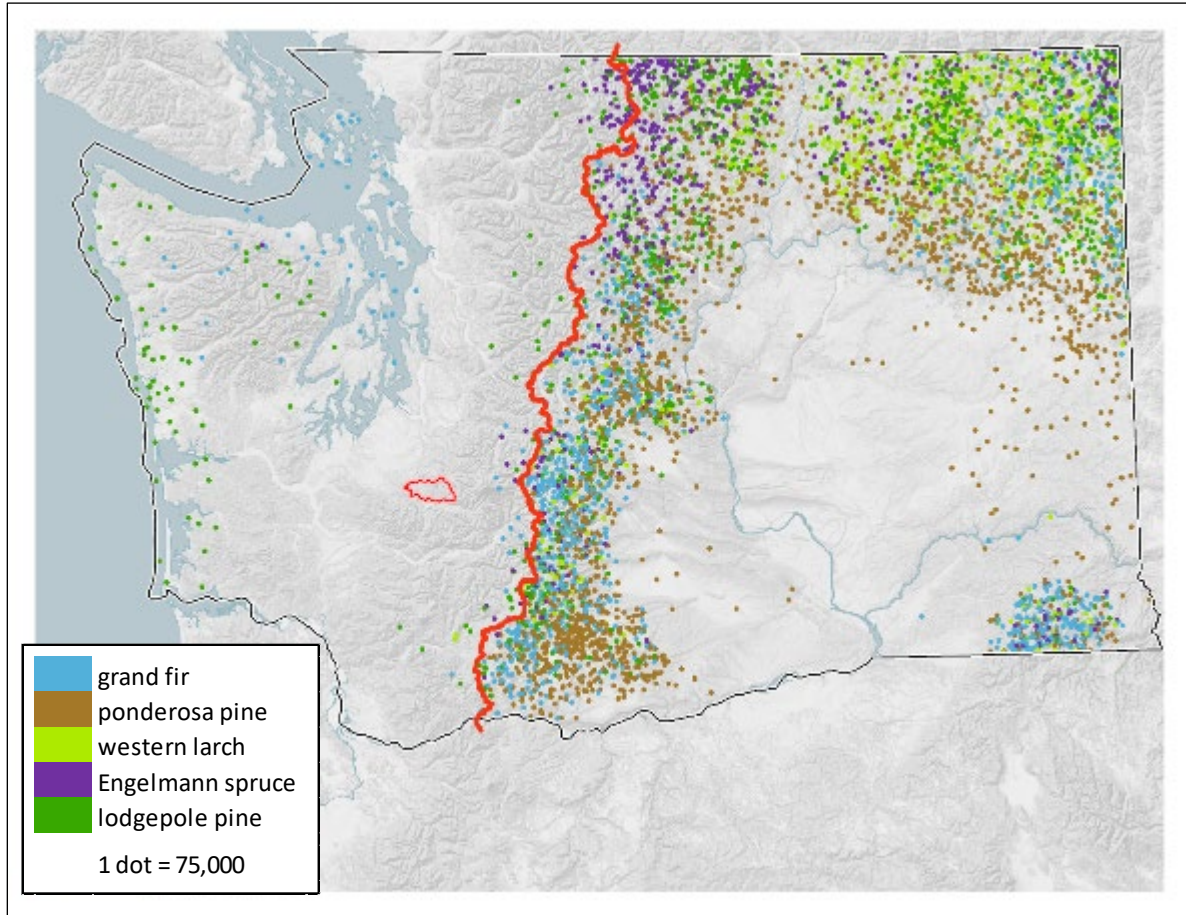 grand fir
ponderosa pine
western larch
Engelmann spruce
lodgepole pine
1 dot = 75,000